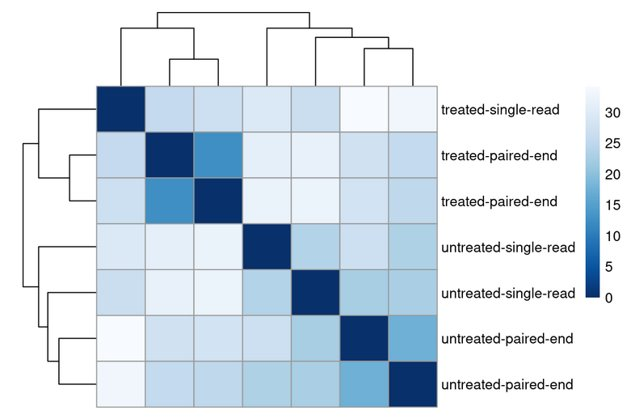 treated-single-read
treated-paired-end
treated-paired-end
untreated-single-read
untreated-single-read
untreated-paired-end
untreated-paired-end
30
25
20
15
10
5
0